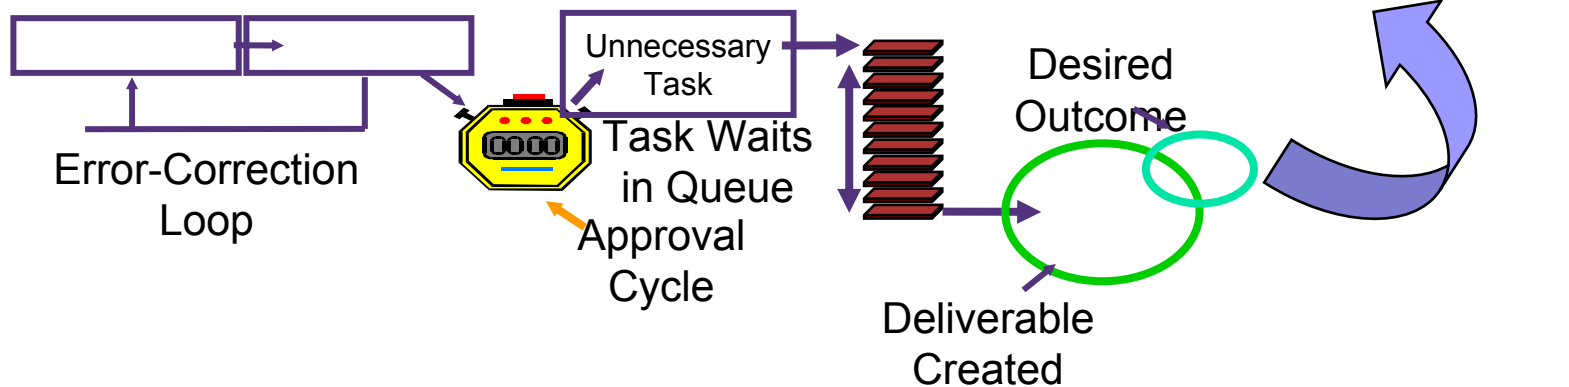 Unnecessary
Task
Error-Correction
Loop
Task Waits
in Queue
Approval
Cycle
Desired
Outcome
Deliverable
Created